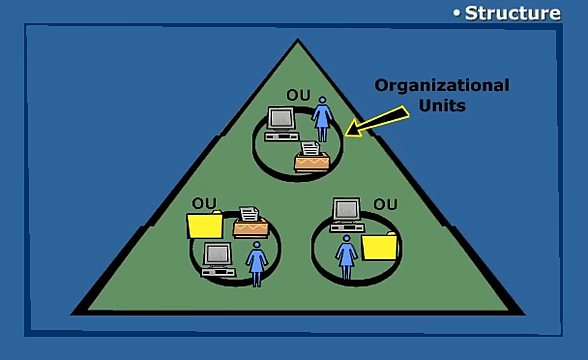 • Structure
OU
Organizational
Units
OU
OU